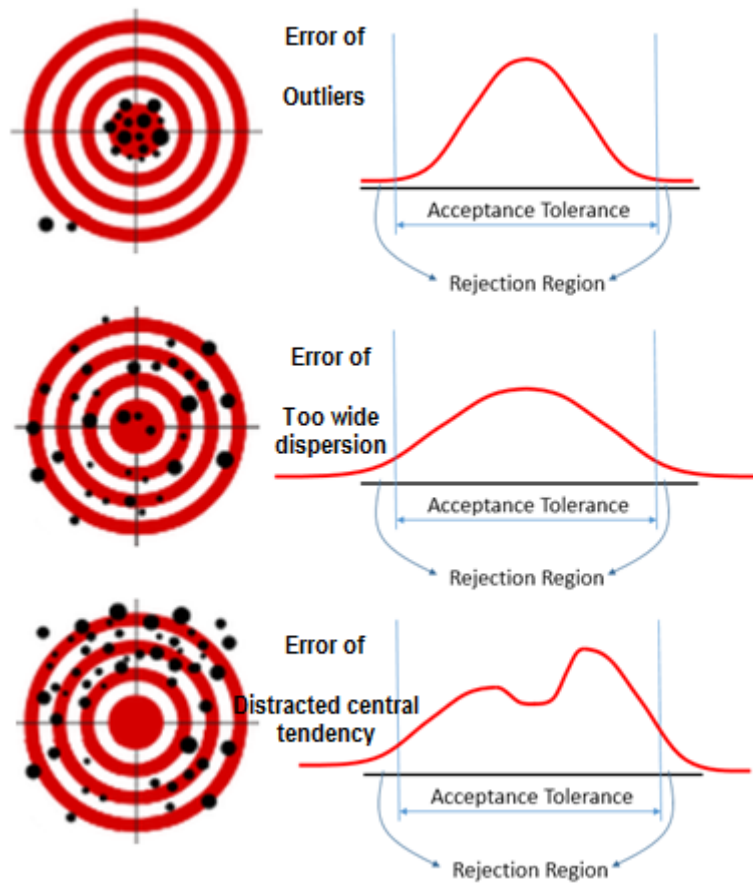 Error of
Outliers
Acceptance Tolerance
Rejection Region
Error of
Too wide
dispersion
Acceptance Tolerance
Rejection Region
Error of
Distracted central
tendency
Acceptance Tolerance
Rejection Region